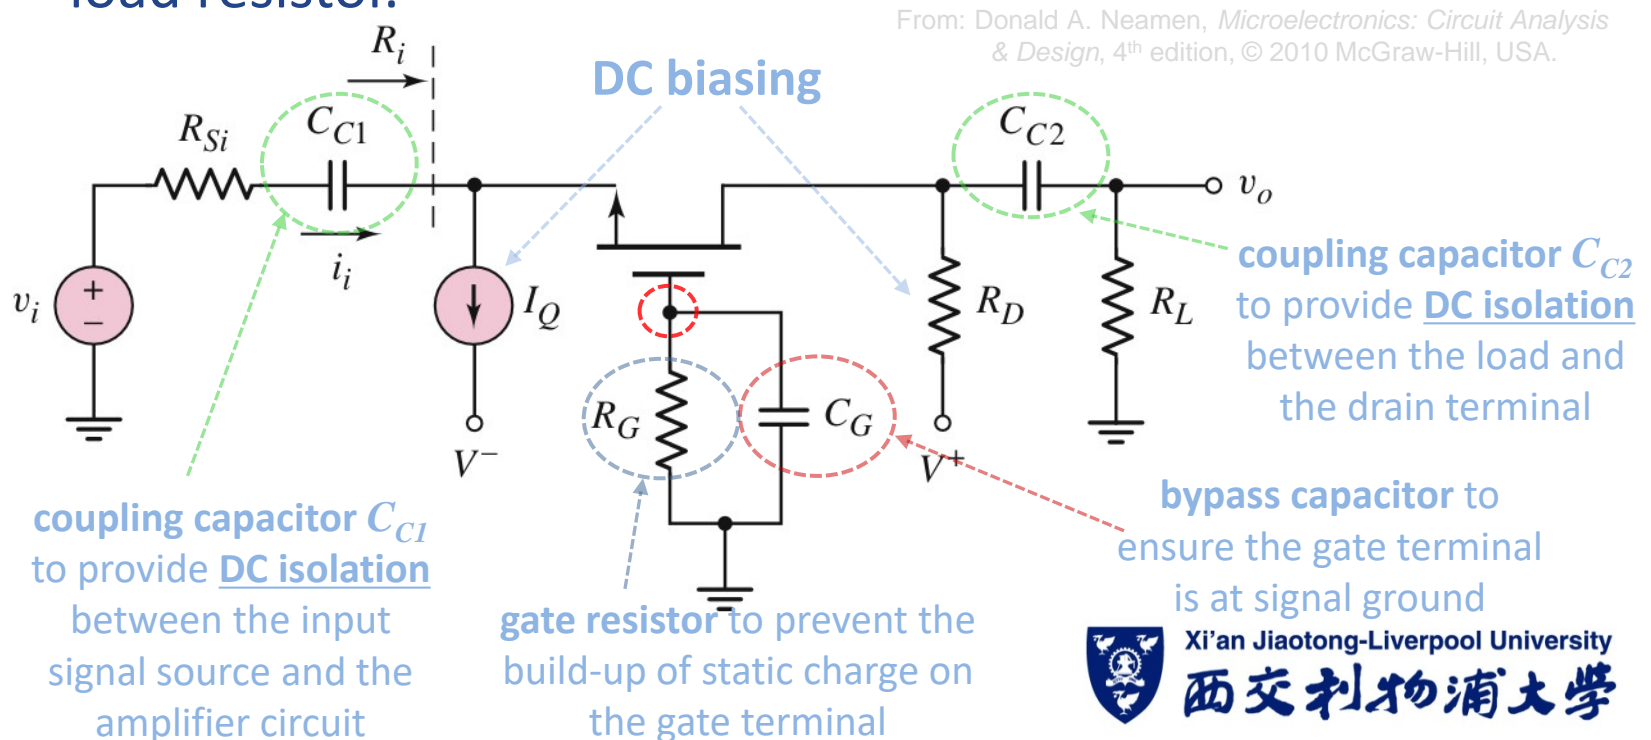 load resistor.
From: Donald A. Neamen, Microelectronics: Circuit Analysis
& Design, 4th edition, © 2010 McGraw-Hill, USA.
R_i
DC biasing
R_Si
C_C1
C_C2
v_o
i_i
v_i
+
−
I_Q
R_D
R_L
coupling capacitor C_C2
to provide DC isolation
between the load and
the drain terminal
R_G
C_G
V−
V+
coupling capacitor C_C1
to provide DC isolation
between the input
signal source and the
amplifier circuit
gate resistor to prevent the
build-up of static charge on
the gate terminal
bypass capacitor to
ensure the gate terminal
is at signal ground
Xi'an Jiaotong-Liverpool University
西交利物浦大学